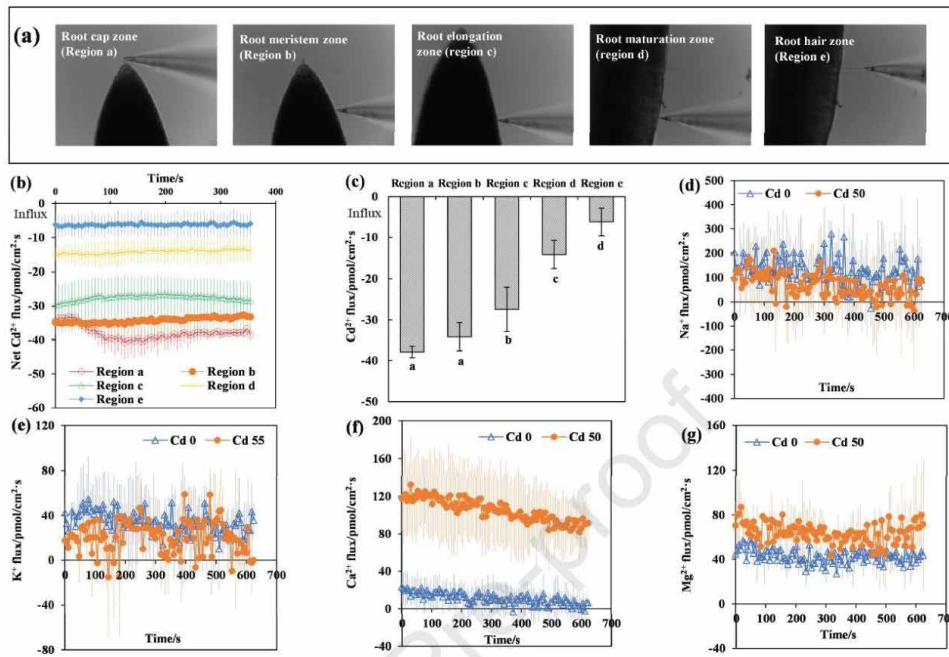 (a)
Root cap zone
(Region a)
Root meristem zone
(Region b)
Root elongation
zone (region c)
Root maturation zone
(region d)
Root hair zone
(Region e)
(b)
Time/s
0 100 200 300 400
Influx
0
-10
-20
-30
-40
-50
-60
Net Cd²⁺ flux/pmol/cm²·s
Region a
Region b
Region c
Region d
Region e
(c)
Region a Region b Region c Region d Region e
0
Influx
-10
-20
-30
-40
-50
-60
Cd²⁺ flux/pmol/cm²·s
a
a
b
c
d
(d)
Cd 0
Cd 50
500
400
300
200
100
0
-100
-200
-300
-400
0 100 200 300 400 500 600 700
Na⁺ flux/pmol/cm²·s
Time/s
(e)
Cd 0
Cd 55
120
80
40
0
-40
-80
0 100 200 300 400 500 600 700
K⁺ flux/pmol/cm²·s
Time/s
(f)
Cd 0
Cd 50
200
160
120
80
40
0
-40
0 100 200 300 400 500 600 700
Ca²⁺ flux/pmol/cm²·s
Time/s
(g)
Cd 0
Cd 50
160
120
80
40
0
-40
0 100 200 300 400 500 600 700
Mg²⁺ flux/pmol/cm²·s
Time/s
Pre-proof